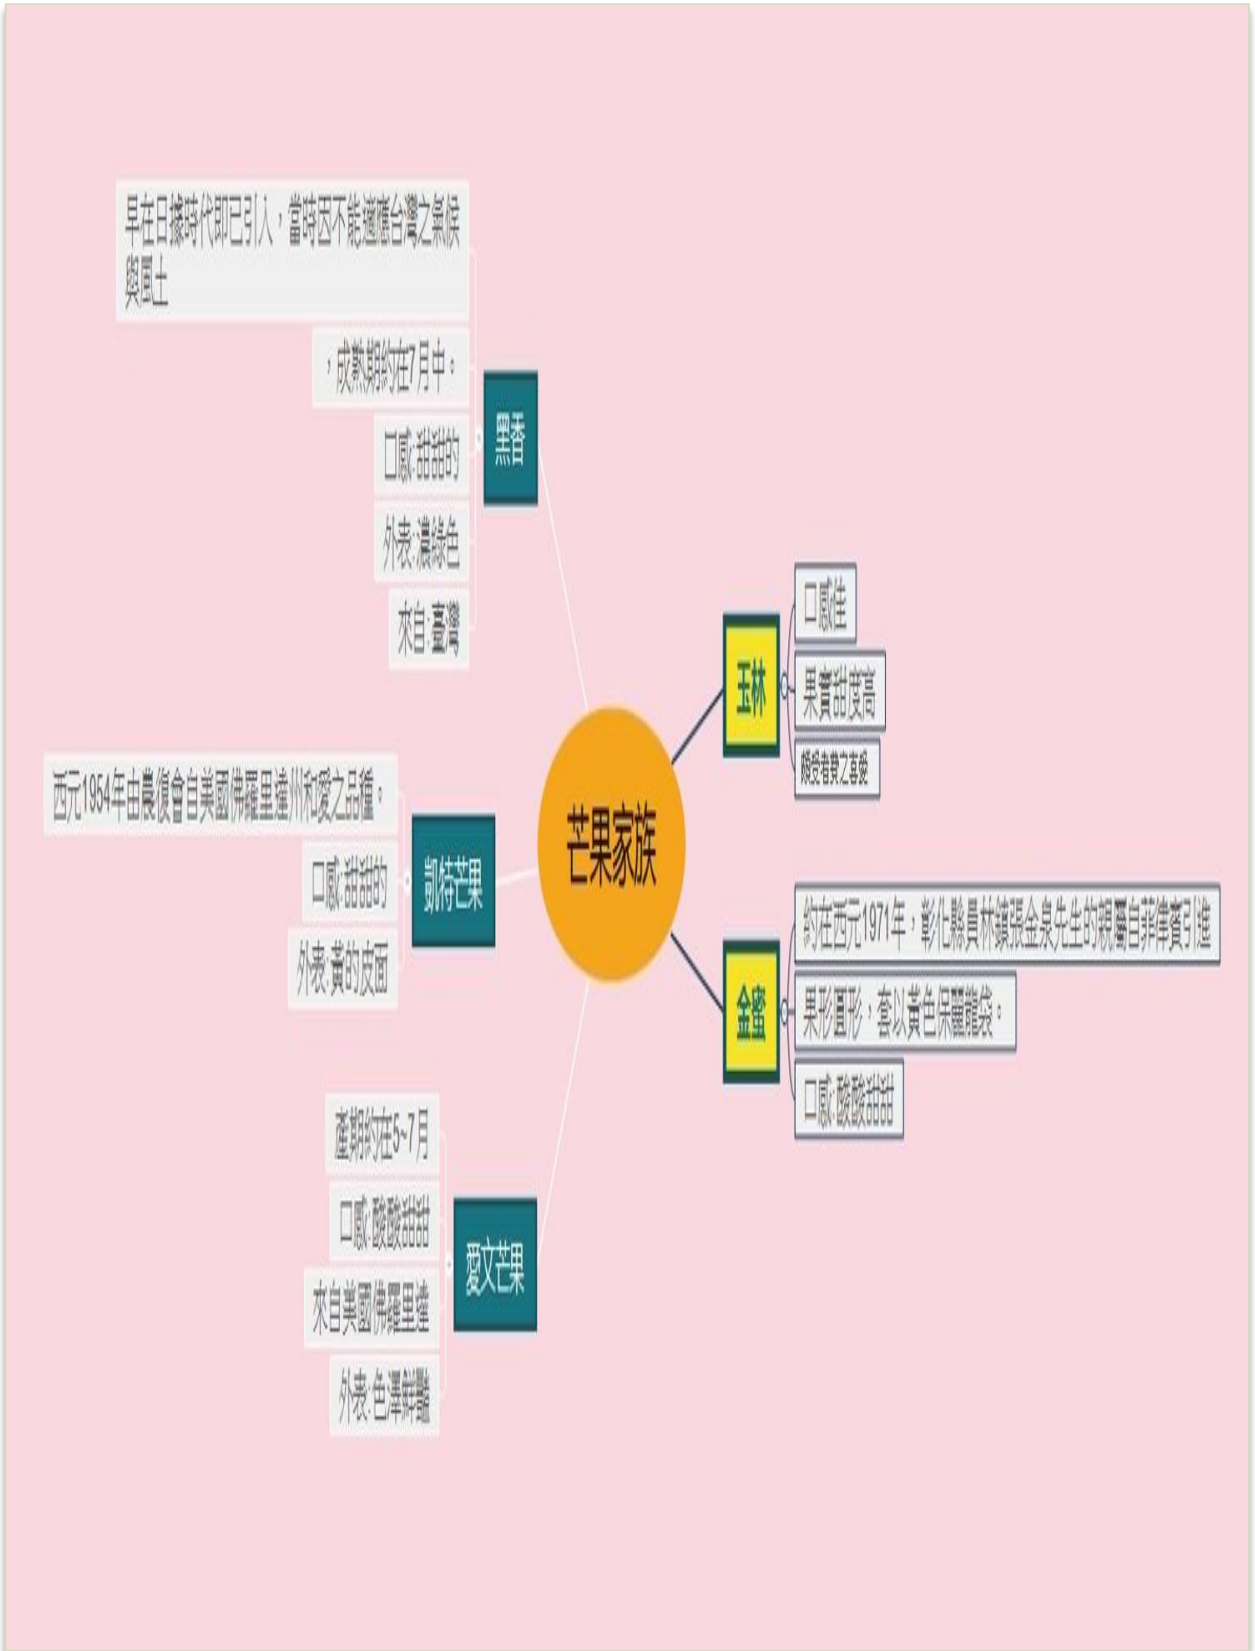 芒果家族
黑香
早在日據時代即已引入，當時因不能適應台灣之氣候
與風土
，成熟期約在7月中。
口感:甜甜的
外表:濃綠色
來自:臺灣
凱特芒果
西元1954年由農復會自美國佛羅里達州和愛之品種。
口感:甜甜的
外表:黃的皮面
愛文芒果
產期約在5~7月
口感:酸酸甜甜
來自美國佛羅里達
外表:色澤鮮豔
玉林
口感佳
果實甜度高
頗受者費之喜愛
金蜜
約在西元1971年，彰化縣員林鎮張金泉先生的親屬自菲律賓引進
果形圓形，套以黃色保麗龍袋。
口感:酸酸甜甜